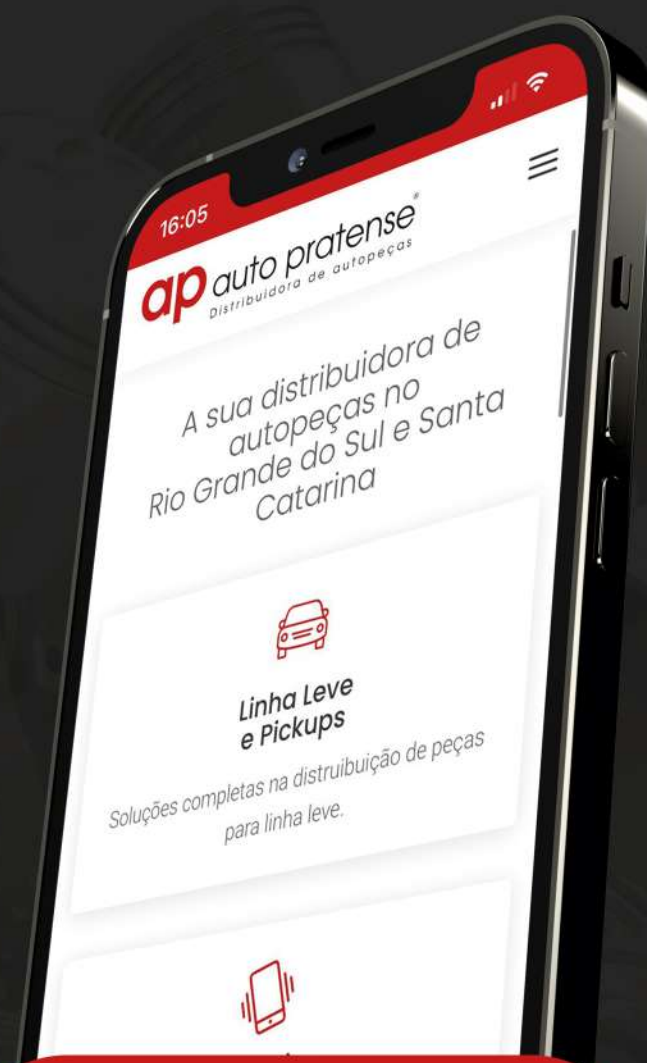 16:05
ap auto pratense®
Distribuidora de autopeças
A sua distribuidora de
autopeças no
Rio Grande do Sul e Santa
Catarina
Linha Leve
e Pickups
Soluções completas na distruibuição de peças
para linha leve.